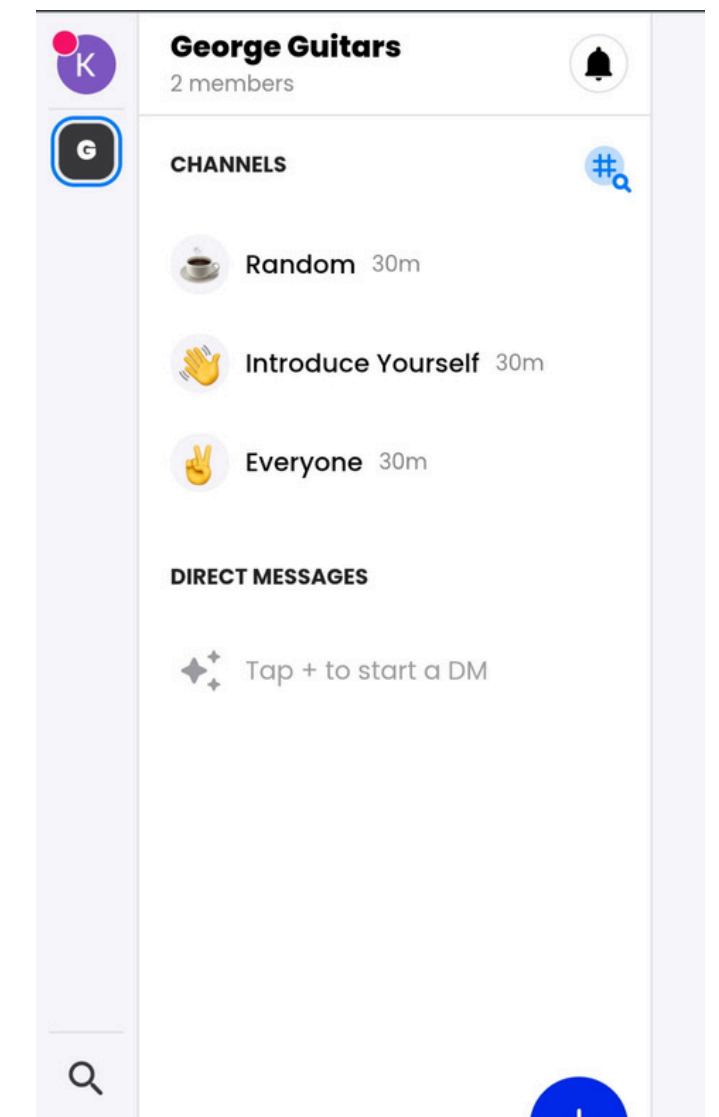 K
George Guitars
2 members
G
CHANNELS
Random 30m
Introduce Yourself 30m
Everyone 30m
DIRECT MESSAGES
Tap + to start a DM